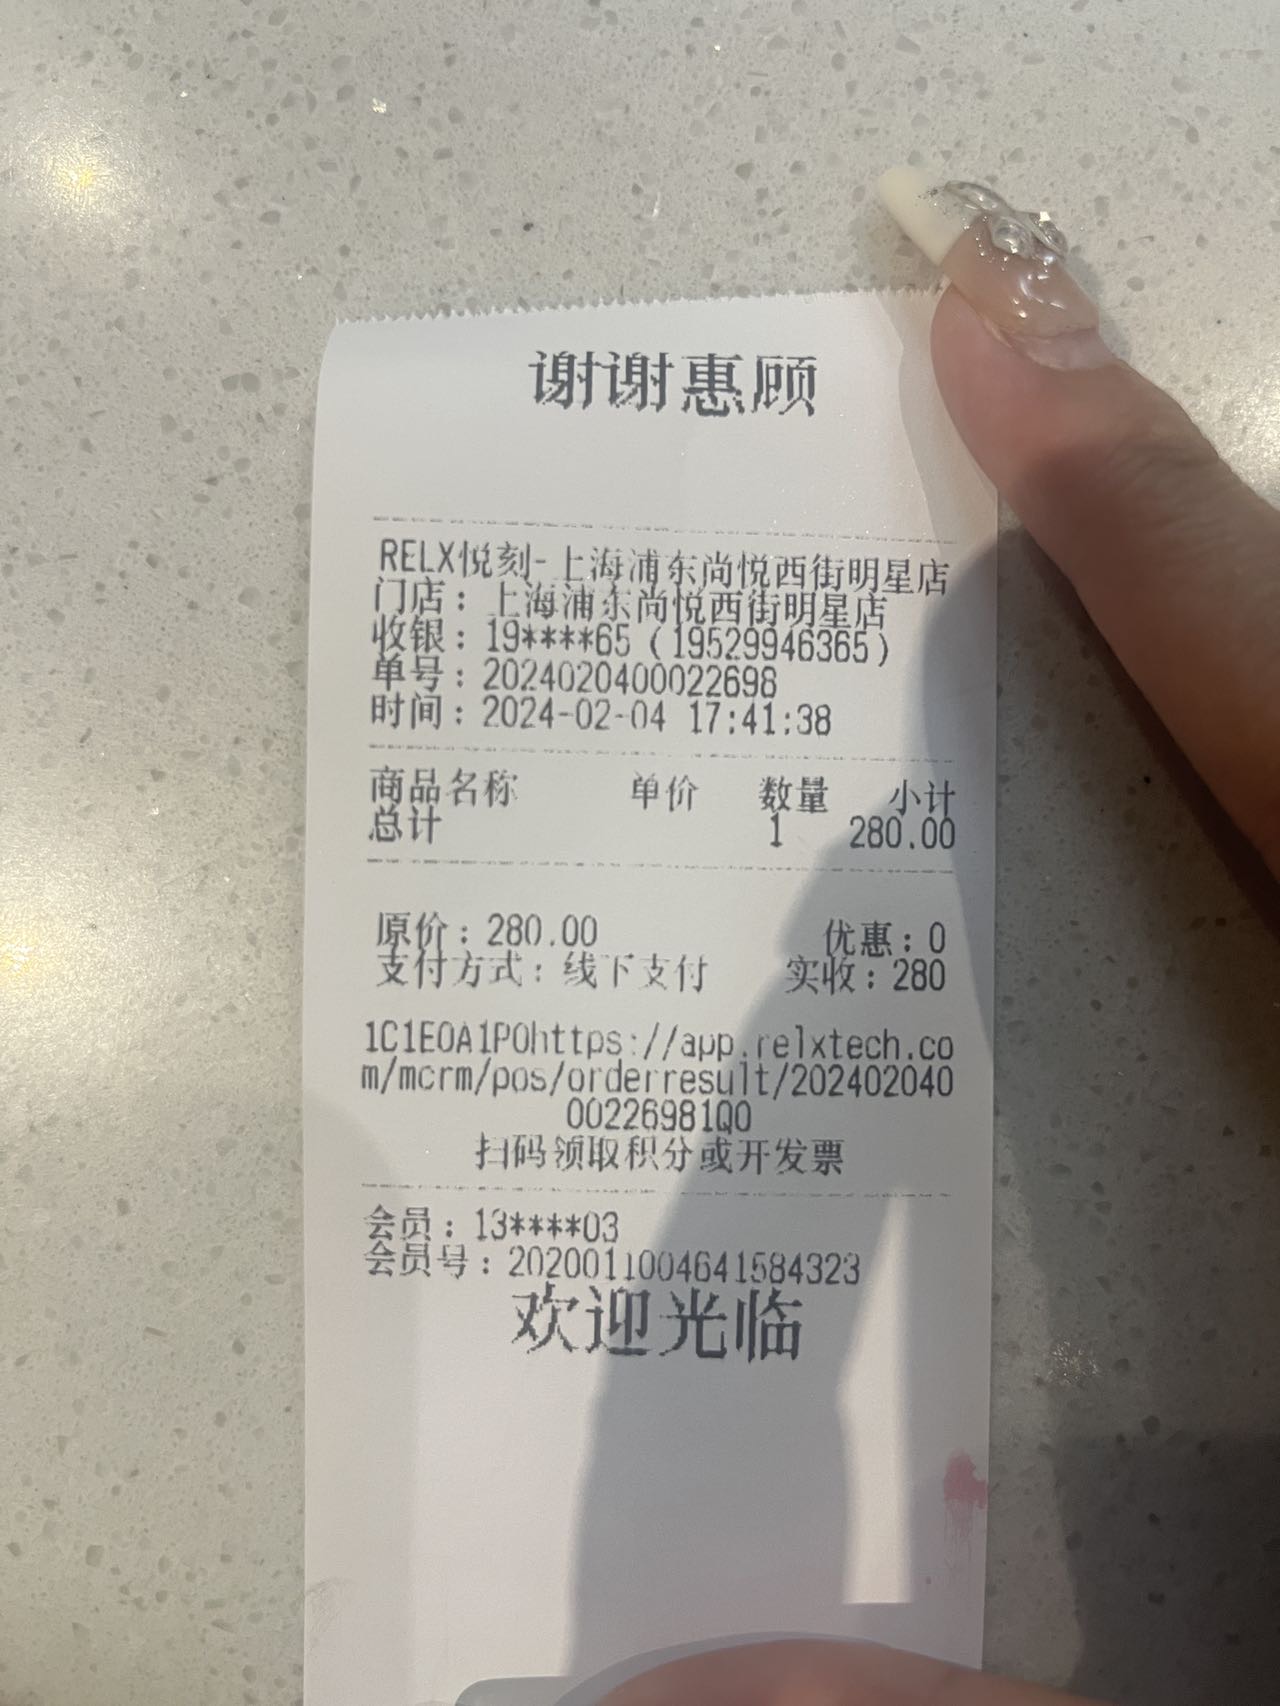 谢谢惠顾
RELX悦刻-上海浦东尚悦西街明星店
门店：上海浦东尚悦西街明星店
收银：19****65（19529946365）
单号：2024020400022698
时间：2024-02-04 17:41:38
商品名称 单价 数量 小计
总计 1 280.00
原价：280.00 优惠：0
支付方式：线下支付 实收：280
1C1E0A1P0https://app.relxtech.co
m/mcrm/pos/orderresult/202402040
00226981Q0
扫码领取积分或开发票
会员：13****03
会员号：2020011004641584323
欢迎光临